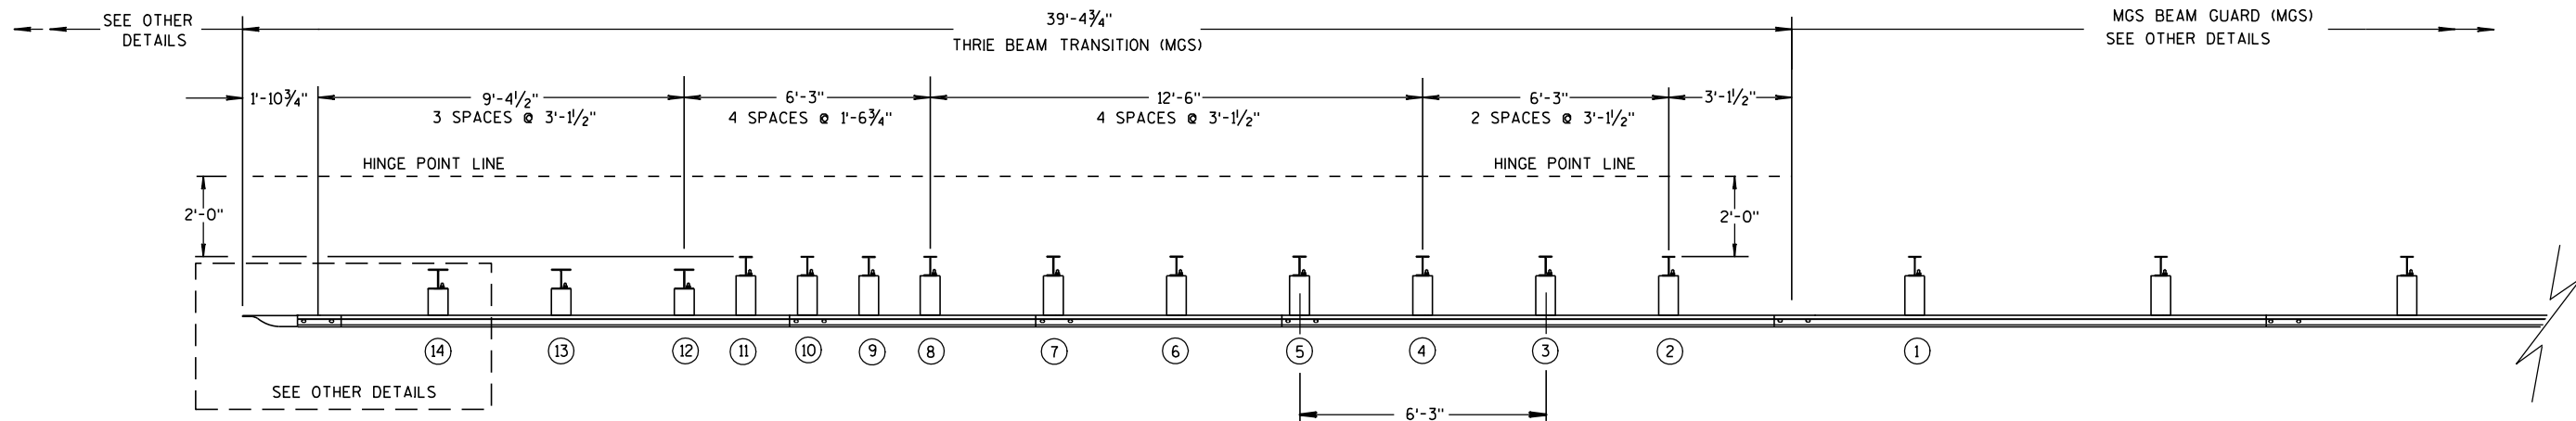 SEE OTHER
DETAILS
39'-4¾"
THRIE BEAM TRANSITION (MGS)
MGS BEAM GUARD (MGS)
SEE OTHER DETAILS
1'-10¾"
9'-4½"
3 SPACES @ 3'-1½"
6'-3"
4 SPACES @ 1'-6¾"
12'-6"
4 SPACES @ 3'-1½"
6'-3"
2 SPACES @ 3'-1½"
3'-1½"
HINGE POINT LINE
HINGE POINT LINE
2'-0"
2'-0"
14
13
12
11
10
9
8
7
6
5
4
3
2
1
SEE OTHER DETAILS
6'-3"